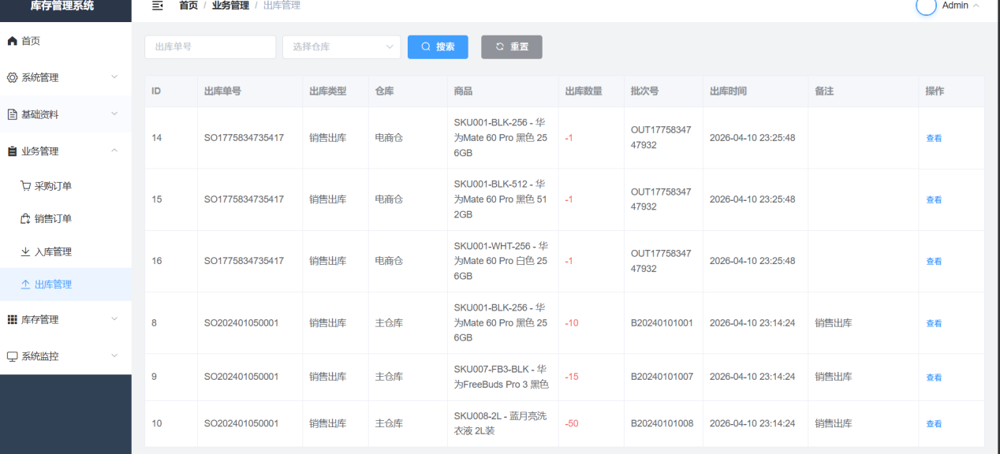 库存管理系统
首页 / 业务管理 / 出库管理
Admin
首页
系统管理
基础资料
业务管理
采购订单
销售订单
入库管理
出库管理
库存管理
系统监控
出库单号
选择仓库
搜索
重置
ID 出库单号 出库类型 仓库 商品 出库数量 批次号 出库时间 备注 操作
14 SO1775834735417 销售出库 电商仓 SKU001-BLK-256 - 华
为Mate 60 Pro 黑色 25
6GB
-1 OUT17758347
47932
2026-04-10 23:25:48 查看
15 SO1775834735417 销售出库 电商仓 SKU001-BLK-512 - 华
为Mate 60 Pro 黑色 51
2GB
-1 OUT17758347
47932
2026-04-10 23:25:48 查看
16 SO1775834735417 销售出库 电商仓 SKU001-WHT-256 - 华
为Mate 60 Pro 白色 25
6GB
-1 OUT17758347
47932
2026-04-10 23:25:48 查看
8 SO202401050001 销售出库 主仓库 SKU001-BLK-256 - 华
为Mate 60 Pro 黑色 25
6GB
-10 B20240101001 2026-04-10 23:14:24 销售出库 查看
9 SO202401050001 销售出库 主仓库 SKU007-FB3-BLK - 华
为FreeBuds Pro 3 黑色
-15 B20240101007 2026-04-10 23:14:24 销售出库 查看
10 SO202401050001 销售出库 主仓库 SKU008-2L - 蓝月亮洗
衣液 2L装
-50 B20240101008 2026-04-10 23:14:24 销售出库 查看